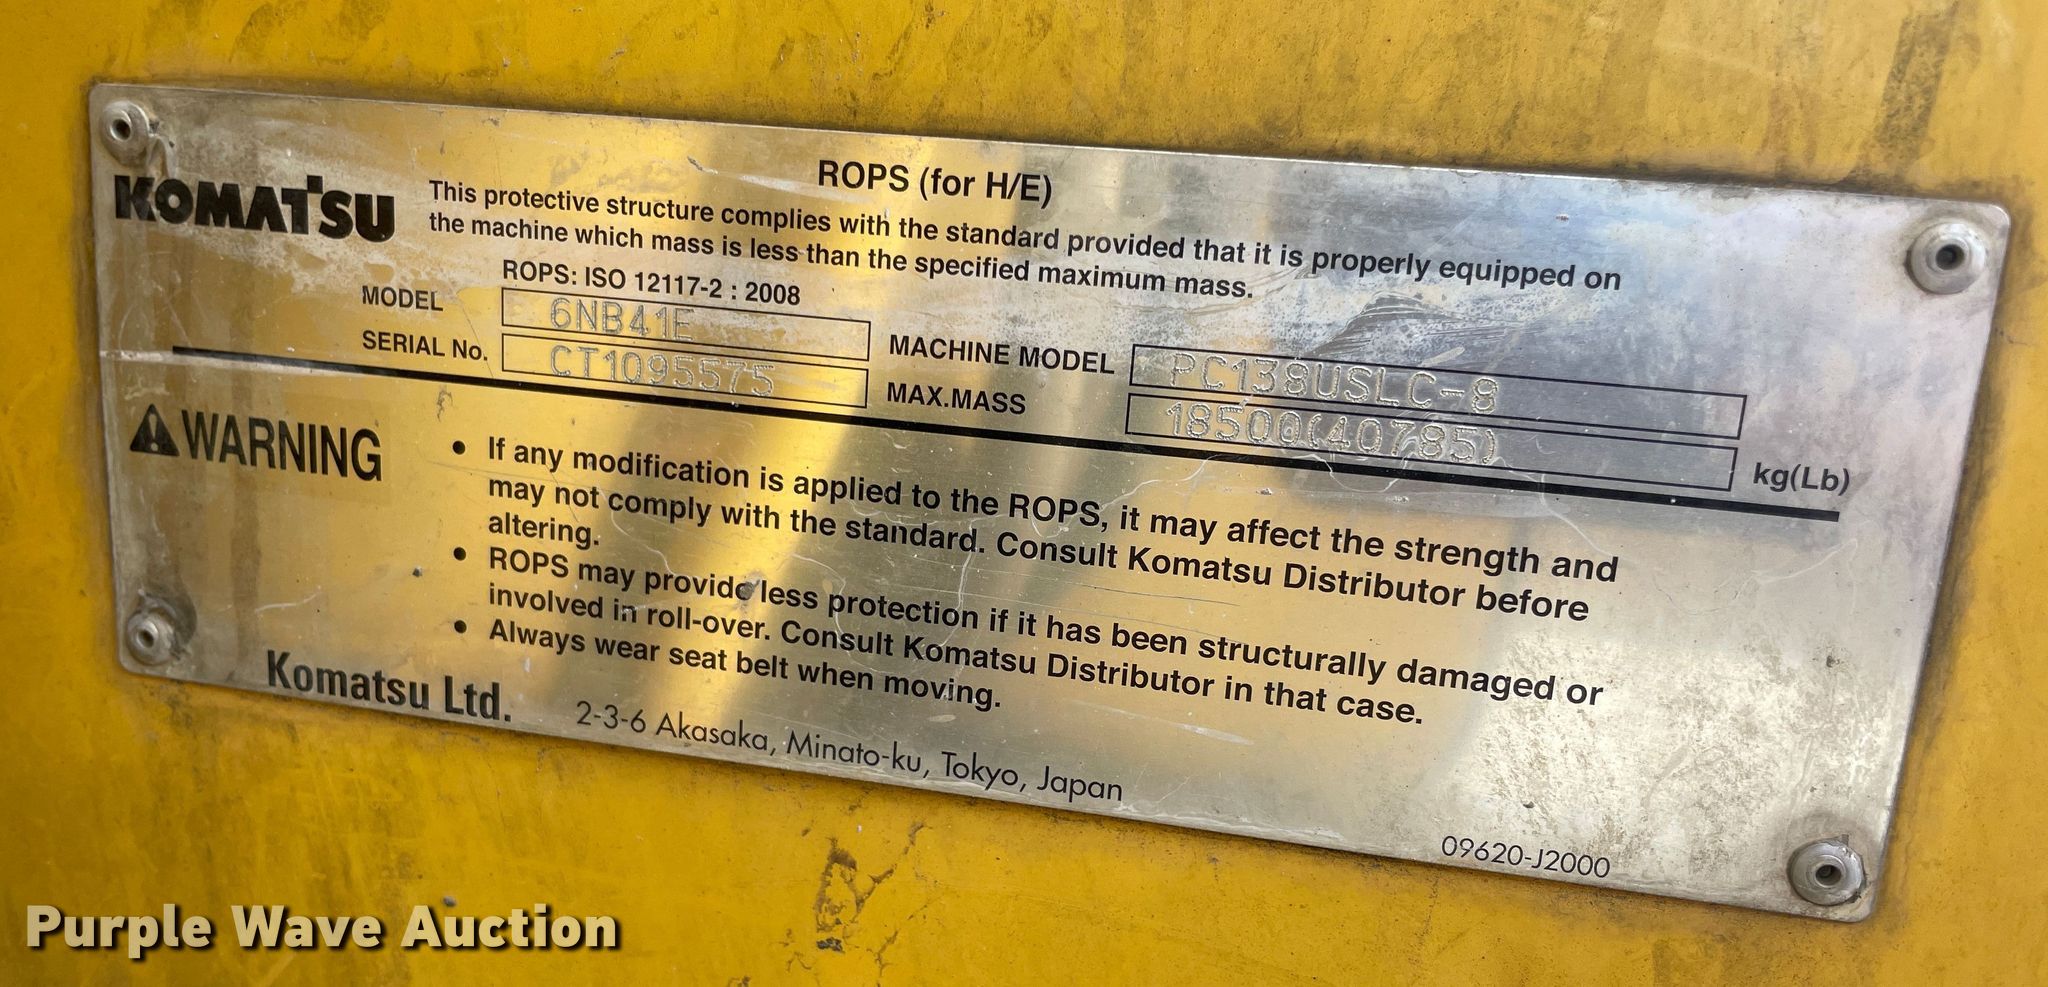 KOMATSU
ROPS (for H/E)
This protective structure complies with the standard provided that it is properly equipped on
the machine which mass is less than the specified maximum mass.
ROPS: ISO 12117-2 : 2008
MODEL 6NB41E
SERIAL No. CT1095575
MACHINE MODEL PC138USLC-8
MAX.MASS 18500(40785) kg(Lb)
WARNING
• If any modification is applied to the ROPS, it may affect the strength and
may not comply with the standard. Consult Komatsu Distributor before
altering.
• ROPS may provide less protection if it has been structurally damaged or
involved in roll-over. Consult Komatsu Distributor in that case.
• Always wear seat belt when moving.
Komatsu Ltd.
2-3-6 Akasaka, Minato-ku, Tokyo, Japan
09620-J2000
Purple Wave Auction